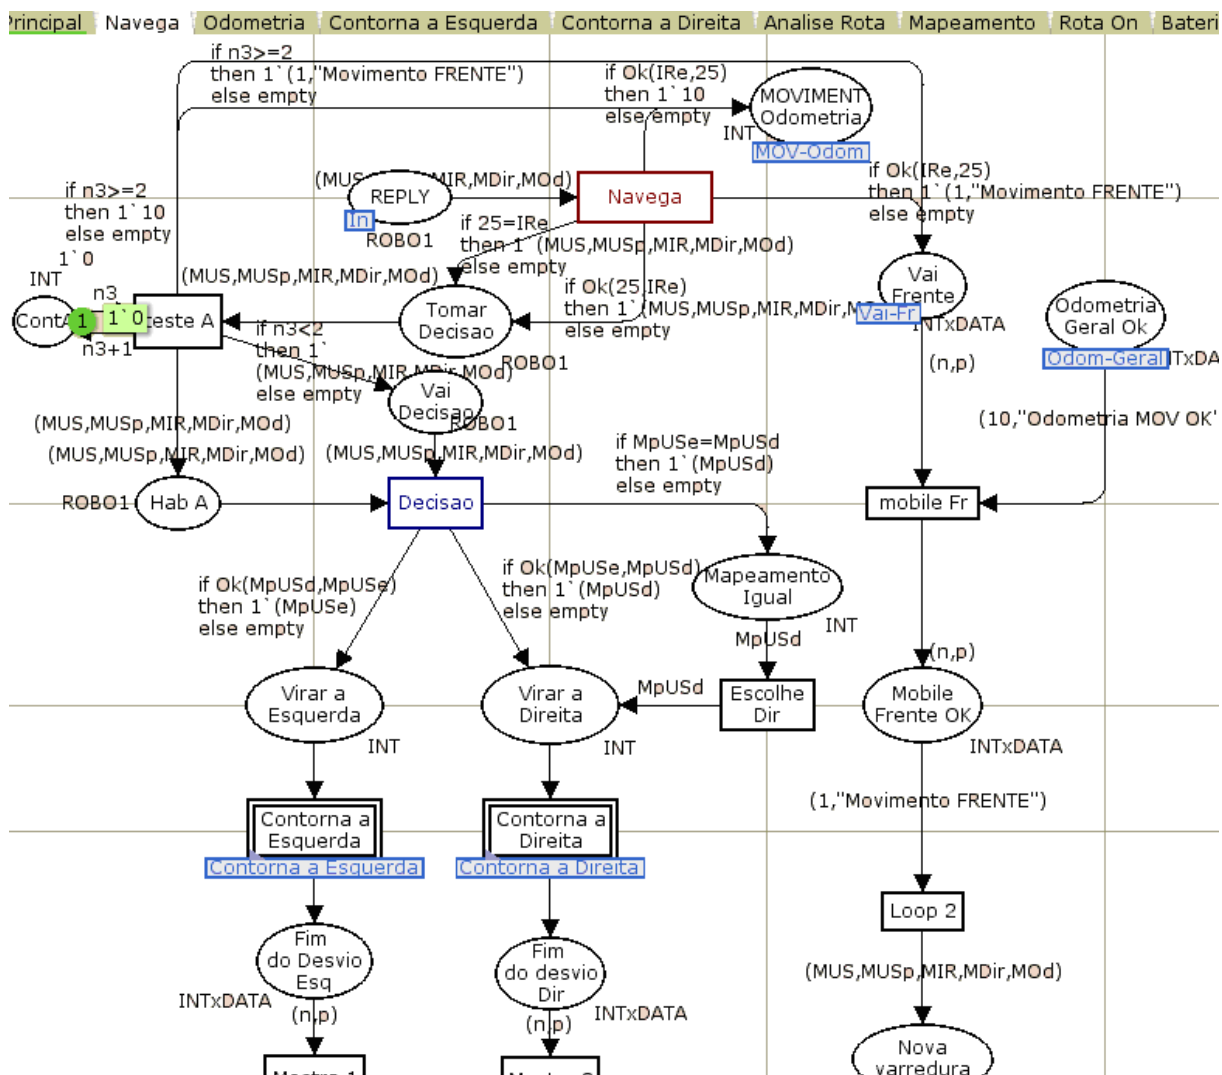 Principal Navega Odometria Contorna a Esquerda Contorna a Direita Analise Rota Mapeamento Rota On Bateri
if n3>=2
then 1`(1,"Movimento FRENTE")
else empty
if Ok(IRe,25)
then 1`10
else empty
MOVIMENT
Odometria
INT
MOV-Odom
if Ok(IRe,25)
then 1`(1,"Movimento FRENTE")
else empty
if n3>=2
then 1`10
else empty
1`0
INT
(MUS, MIR,MDir,MOd)
REPLY
In
ROBO1
Navega
if 25=IRe
then 1`(MUS,MUSp,MIR,MDir,MOd)
else empty
(MUS,MUSp,MIR,MDir,MOd)
Tomar
Decisao
ROBO1
if Ok(25,IRe)
then 1`(MUS,MUSp,MIR,MDir,
else empty
Vai
Frente
Vai-Fr
INTxDATA
(n,p)
Odometria
Geral Ok
Odom-Geral
(10,"Odometria MOV OK"
n3
1
1`0
teste A
n3+1
if n3<2
then 1`
(MUS,MUSp,MIR,MDir,MOd)
else empty
Vai
Decisao
ROBO1
(MUS,MUSp,MIR,MDir,MOd)
(MUS,MUSp,MIR,MDir,MOd)
(MUS,MUSp,MIR,MDir,MOd)
if MpUSe=MpUSd
then 1`(MpUSd)
else empty
ROBO1
Hab A
Decisao
mobile Fr
if Ok(MpUSd,MpUSe)
then 1`(MpUSe)
else empty
if Ok(MpUSe,MpUSd)
then 1`(MpUSd)
else empty
Mapeamento
Igual
INT
MpUSd
(n,p)
Virar a
Esquerda
INT
Virar a
Direita
INT
MpUSd
Escolhe
Dir
Mobile
Frente OK
INTxDATA
(1,"Movimento FRENTE")
Contorna a
Esquerda
Contorna a Esquerda
Contorna a
Direita
Contorna a Direita
Loop 2
Fim
do Desvio
Esq
INTxDATA
(n,p)
Fim
do desvio
Dir
INTxDATA
(n,p)
(MUS,MUSp,MIR,MDir,MOd)
Nova
varredura